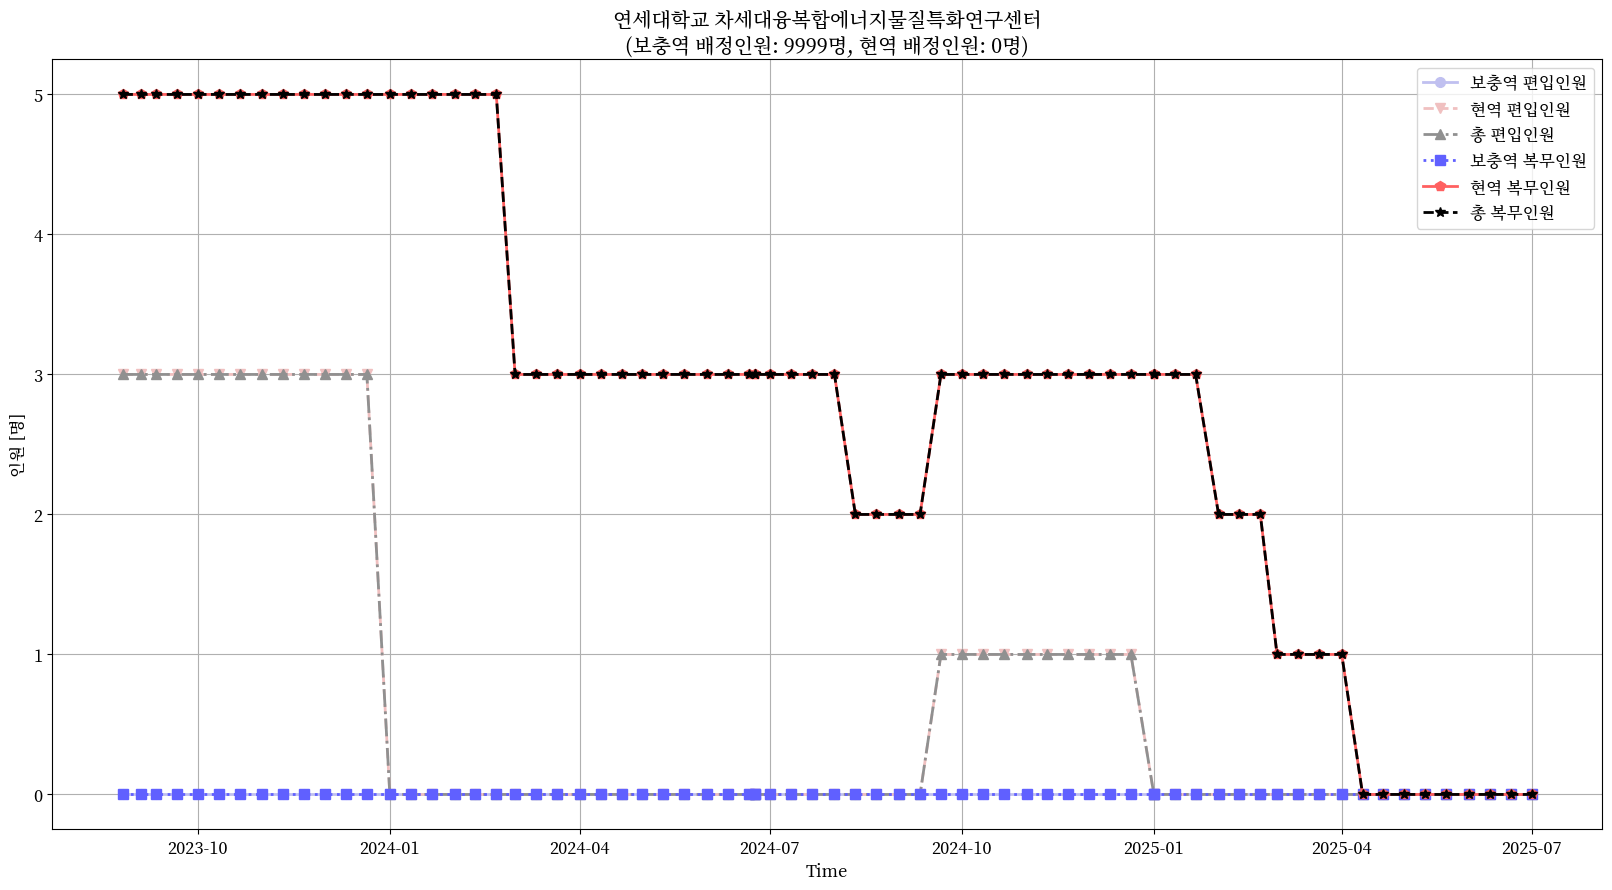 연세대학교 차세대융복합에너지물질특화연구센터
(보충역 배정인원: 9999명, 현역 배정인원: 0명)
보충역 편입인원
현역 편입인원
총 편입인원
보충역 복무인원
현역 복무인원
총 복무인원
인원 [명]
5
4
3
2
1
0
2023-10
2024-01
2024-04
2024-07
2024-10
2025-01
2025-04
2025-07
Time